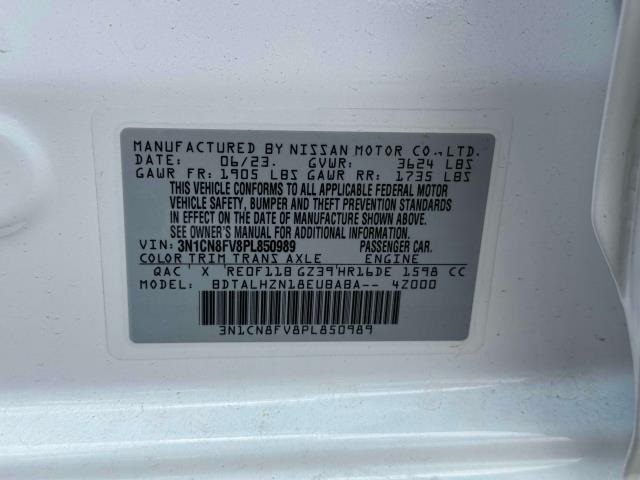 MANUFACTURED BY NISSAN MOTOR CO.,LTD.
DATE: 06/23. GVWR: 3624 LBS
GAWR FR: 1905 LBS GAWR RR: 1735 LBS
THIS VEHICLE CONFORMS TO ALL APPLICABLE FEDERAL MOTOR
VEHICLE SAFETY, BUMPER AND THEFT PREVENTION STANDARDS
IN EFFECT ON THE DATE OF MANUFACTURE SHOWN ABOVE.
SEE OWNER'S MANUAL FOR ADDITIONAL INFORMATION.
VIN: 3N1CN8FV8PL850989 PASSENGER CAR.
COLOR TRIM TRANS AXLE ENGINE
QAC ' X 'RE0F11B GZ39'HR16DE 1598 CC
MODEL: BDTALHZN18EUBABA-- 4Z000
3N1CN8FV8PL850989